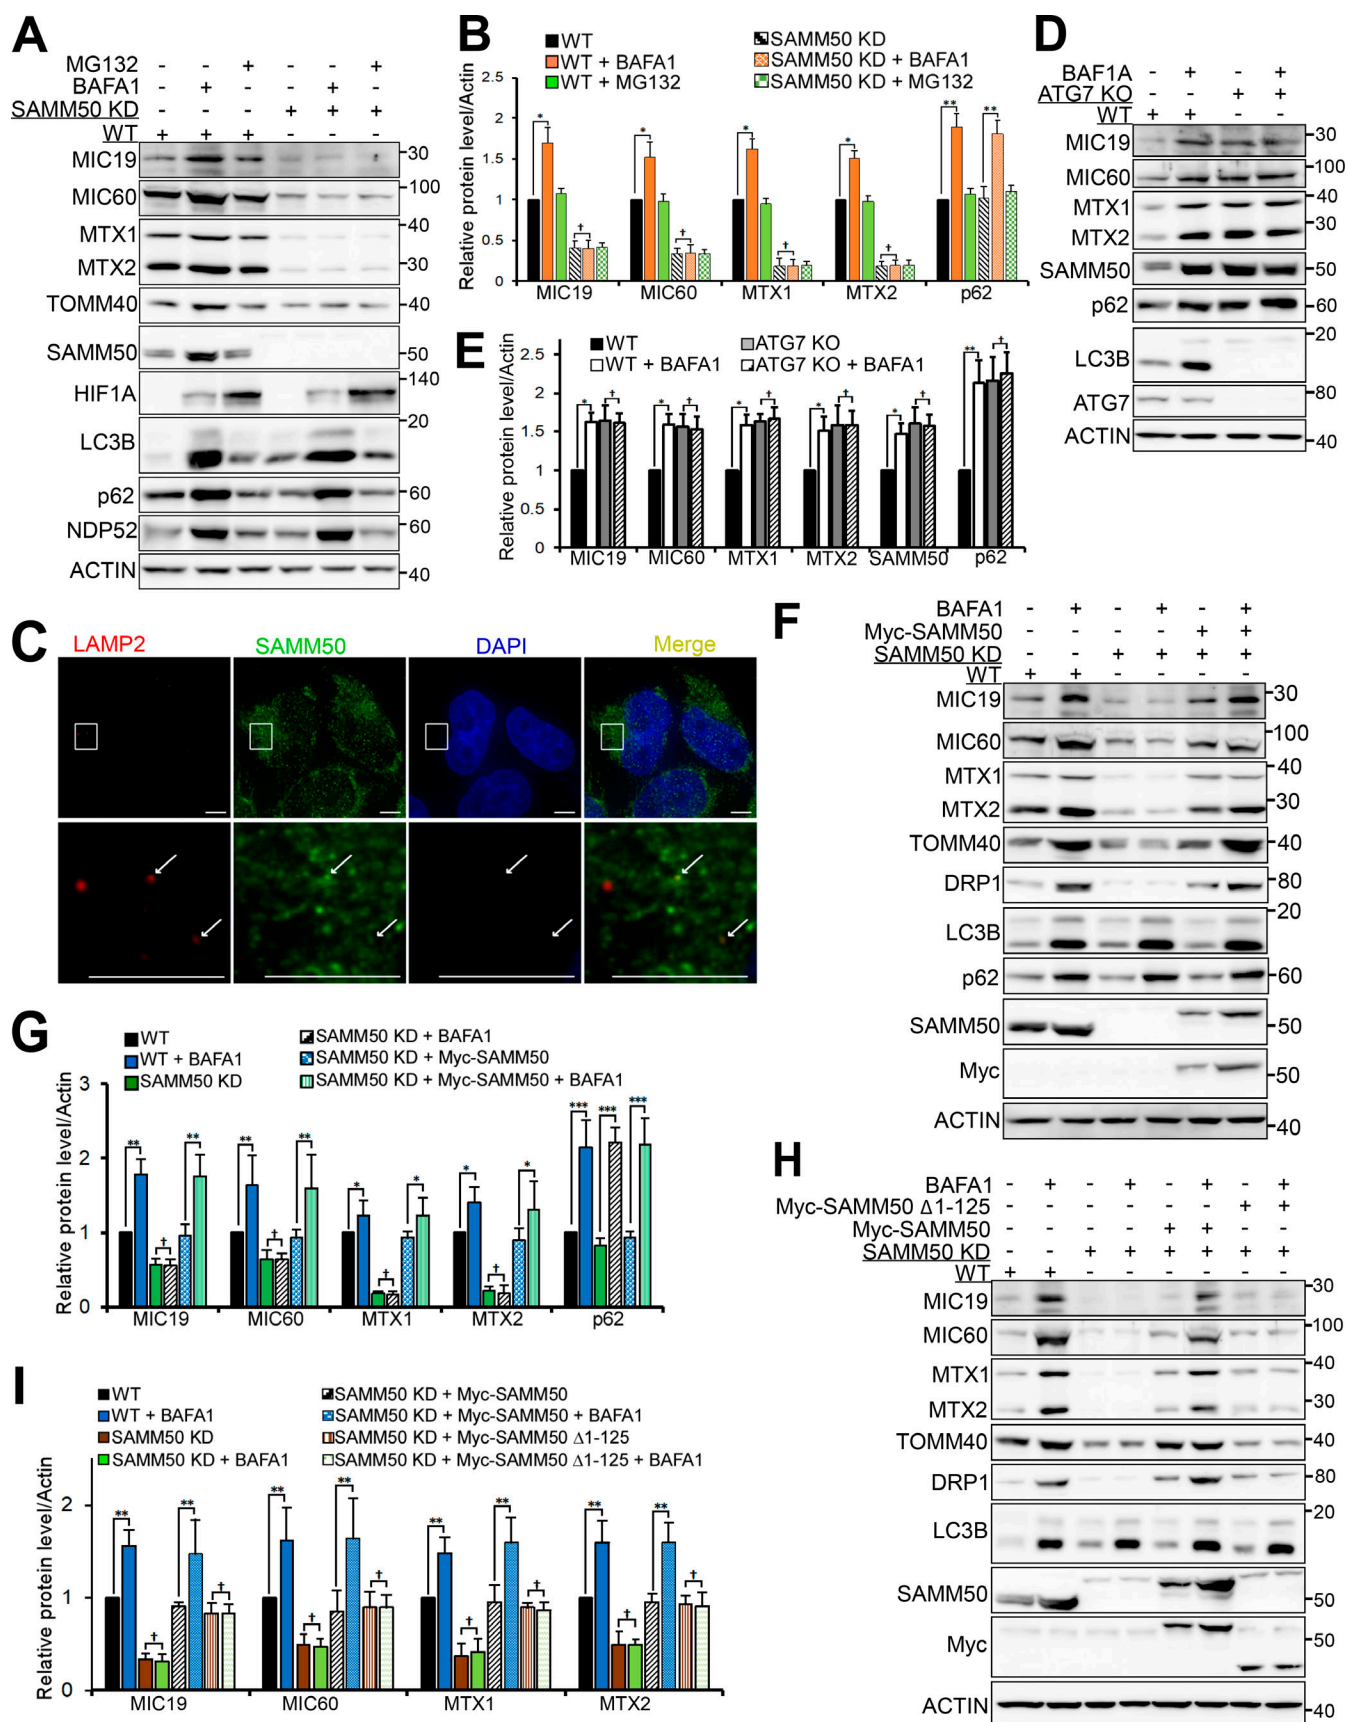 A
MG132 - - + - - +
BAFA1 - + - - + -
SAMM50 KD - - - + + +
WT + + + - - -
MIC19 30
MIC60 100
MTX1 40
MTX2 30
TOMM40 40
SAMM50 50
HIF1A 140
LC3B 20
p62 60
NDP52 60
ACTIN 40
B
WT
WT + BAFA1
WT + MG132
SAMM50 KD
SAMM50 KD + BAFA1
SAMM50 KD + MG132
Relative protein level/Actin
2.5
2
1.5
1
0.5
0
* * * * ** **
† † † †
MIC19 MIC60 MTX1 MTX2 p62
C
LAMP2 SAMM50 DAPI Merge
D
BAF1A - + - +
ATG7 KO - - + +
WT + + - -
MIC19 30
MIC60 100
MTX1 40
MTX2 30
SAMM50 50
p62 60
LC3B 20
ATG7 80
ACTIN 40
E
WT
WT + BAFA1
ATG7 KO
ATG7 KO + BAFA1
Relative protein level/Actin
2.5
2
1.5
1
0.5
0
* † * † * † * † * † ** †
MIC19 MIC60 MTX1 MTX2 SAMM50 p62
F
BAFA1 - + - + - +
Myc-SAMM50 - - - - + +
SAMM50 KD - - + + + +
WT + + - - - -
MIC19 30
MIC60 100
MTX1 40
MTX2 30
TOMM40 40
DRP1 80
LC3B 20
p62 60
SAMM50 50
Myc 50
ACTIN 40
G
WT
WT + BAFA1
SAMM50 KD
SAMM50 KD + BAFA1
SAMM50 KD + Myc-SAMM50
SAMM50 KD + Myc-SAMM50 + BAFA1
Relative protein level/Actin
3
2
1
0
** † ** ** † ** * † * * † * *** *** ***
MIC19 MIC60 MTX1 MTX2 p62
H
BAFA1 - + - + - + - +
Myc-SAMM50 Δ1-125 - - - - - - + +
Myc-SAMM50 - - - - + + - -
SAMM50 KD - - + + + + + +
WT + + - - - - - -
MIC19 30
MIC60 100
MTX1 40
MTX2 30
TOMM40 40
DRP1 80
LC3B 20
SAMM50 50
Myc 50
ACTIN 40
I
WT
WT + BAFA1
SAMM50 KD
SAMM50 KD + BAFA1
SAMM50 KD + Myc-SAMM50
SAMM50 KD + Myc-SAMM50 + BAFA1
SAMM50 KD + Myc-SAMM50 Δ1-125
SAMM50 KD + Myc-SAMM50 Δ1-125 + BAFA1
Relative protein level/Actin
2
1
0
** † ** † ** † ** † ** † ** † ** † ** †
MIC19 MIC60 MTX1 MTX2